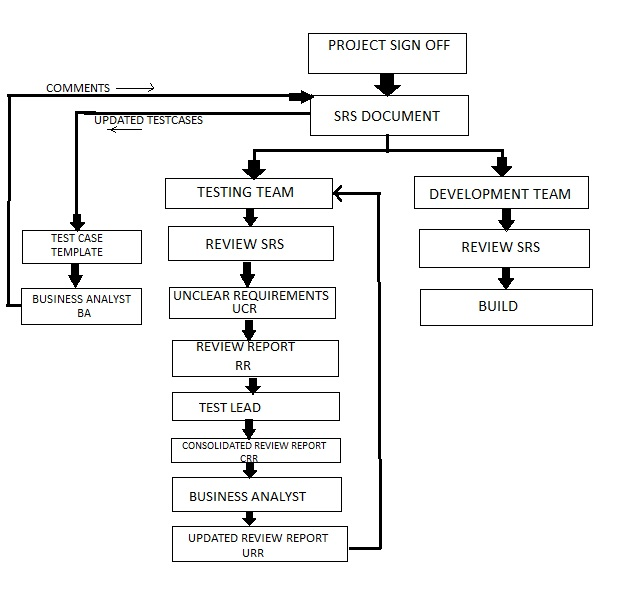 PROJECT SIGN OFF
COMMENTS
SRS DOCUMENT
UPDATED TESTCASES
TESTING TEAM
DEVELOPMENT TEAM
TEST CASE
TEMPLATE
REVIEW SRS
REVIEW SRS
BUSINESS ANALYST
BA
UNCLEAR REQUIREMENTS
UCR
BUILD
REVIEW REPORT
RR
TEST LEAD
CONSOLIDATED REVIEW REPORT
CRR
BUSINESS ANALYST
UPDATED REVIEW REPORT
URR